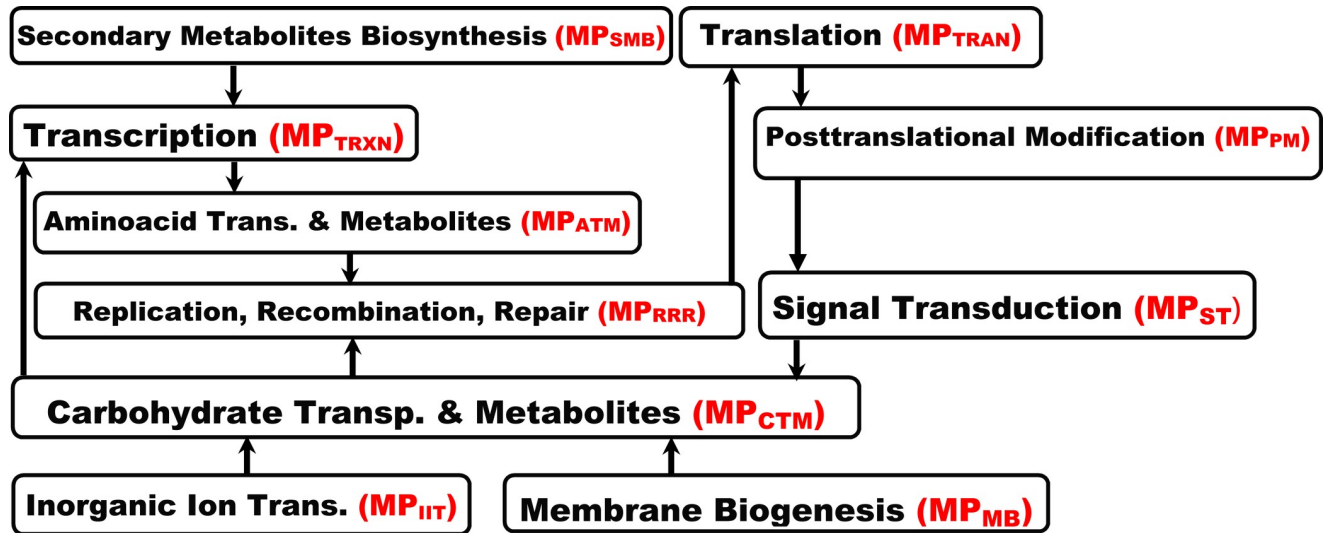 Secondary Metabolites Biosynthesis (MPSMB)
Translation (MPTRAN)
Transcription (MPTRXN)
Posttranslational Modification (MPPM)
Aminoacid Trans. & Metabolites (MPATM)
Replication, Recombination, Repair (MPRRR)
Signal Transduction (MPST)
Carbohydrate Transp. & Metabolites (MPCTM)
Inorganic Ion Trans. (MPIIT)
Membrane Biogenesis (MPMB)